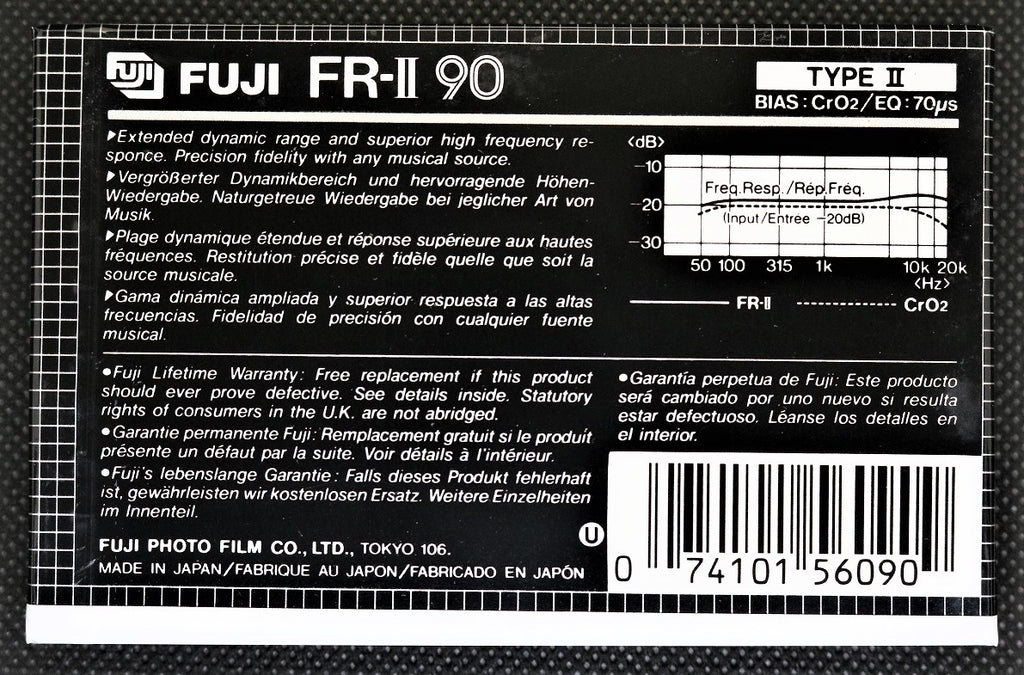 FUJI FUJI FR-II 90
TYPE II
BIAS : CrO2/EQ : 70μs
▶Extended dynamic range and superior high frequency re-
sponce. Precision fidelity with any musical source.
▶Vergrößerter Dynamikbereich und hervorragende Höhen-
Wiedergabe. Naturgetreue Wiedergabe bei jeglicher Art von
Musik.
▶Plage dynamique étendue et réponse supérieure aux hautes
fréquences. Restitution précise et fidèle quelle que soit la
source musicale.
▶Gama dinámica ampliada y superior respuesta a las altas
frecuencias. Fidelidad de precisión con cualquier fuente
musical.
<dB>
−10
Freq.Resp./Rép.Fréq.
−20
(Input/Entrée −20dB)
−30
50 100 315 1k 10k 20k
<Hz>
FR-II CrO2
●Fuji Lifetime Warranty: Free replacement if this product
should ever prove defective. See details inside. Statutory
rights of consumers in the U.K. are not abridged.
●Garantie permanente Fuji: Remplacement gratuit si le produit
présente un défaut par la suite. Voir détails à l'intérieur.
●Fuji's lebenslange Garantie: Falls dieses Produkt fehlerhaft
ist, gewährleisten wir kostenlosen Ersatz. Weitere Einzelheiten
im Innenteil.
●Garantía perpetua de Fuji: Este producto
será cambiado por uno nuevo si resulta
estar defectuoso. Léanse los detalles en
el interior.
U
FUJI PHOTO FILM CO., LTD., TOKYO 106.
MADE IN JAPAN/FABRIQUE AU JAPON/FABRICADO EN JAPÓN
0 74101 56090